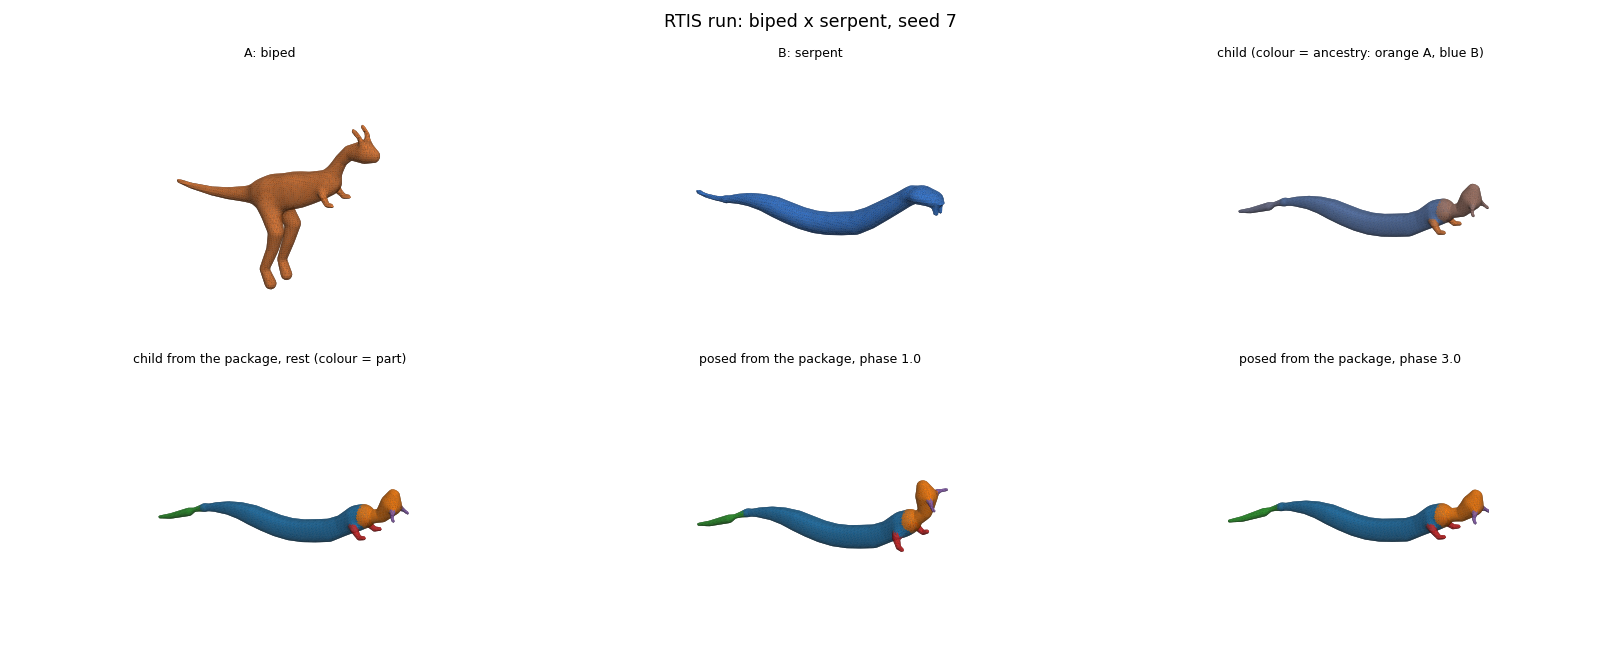 RTIS run: biped x serpent, seed 7
A: biped
B: serpent
child (colour = ancestry: orange A, blue B)
child from the package, rest (colour = part)
posed from the package, phase 1.0
posed from the package, phase 3.0